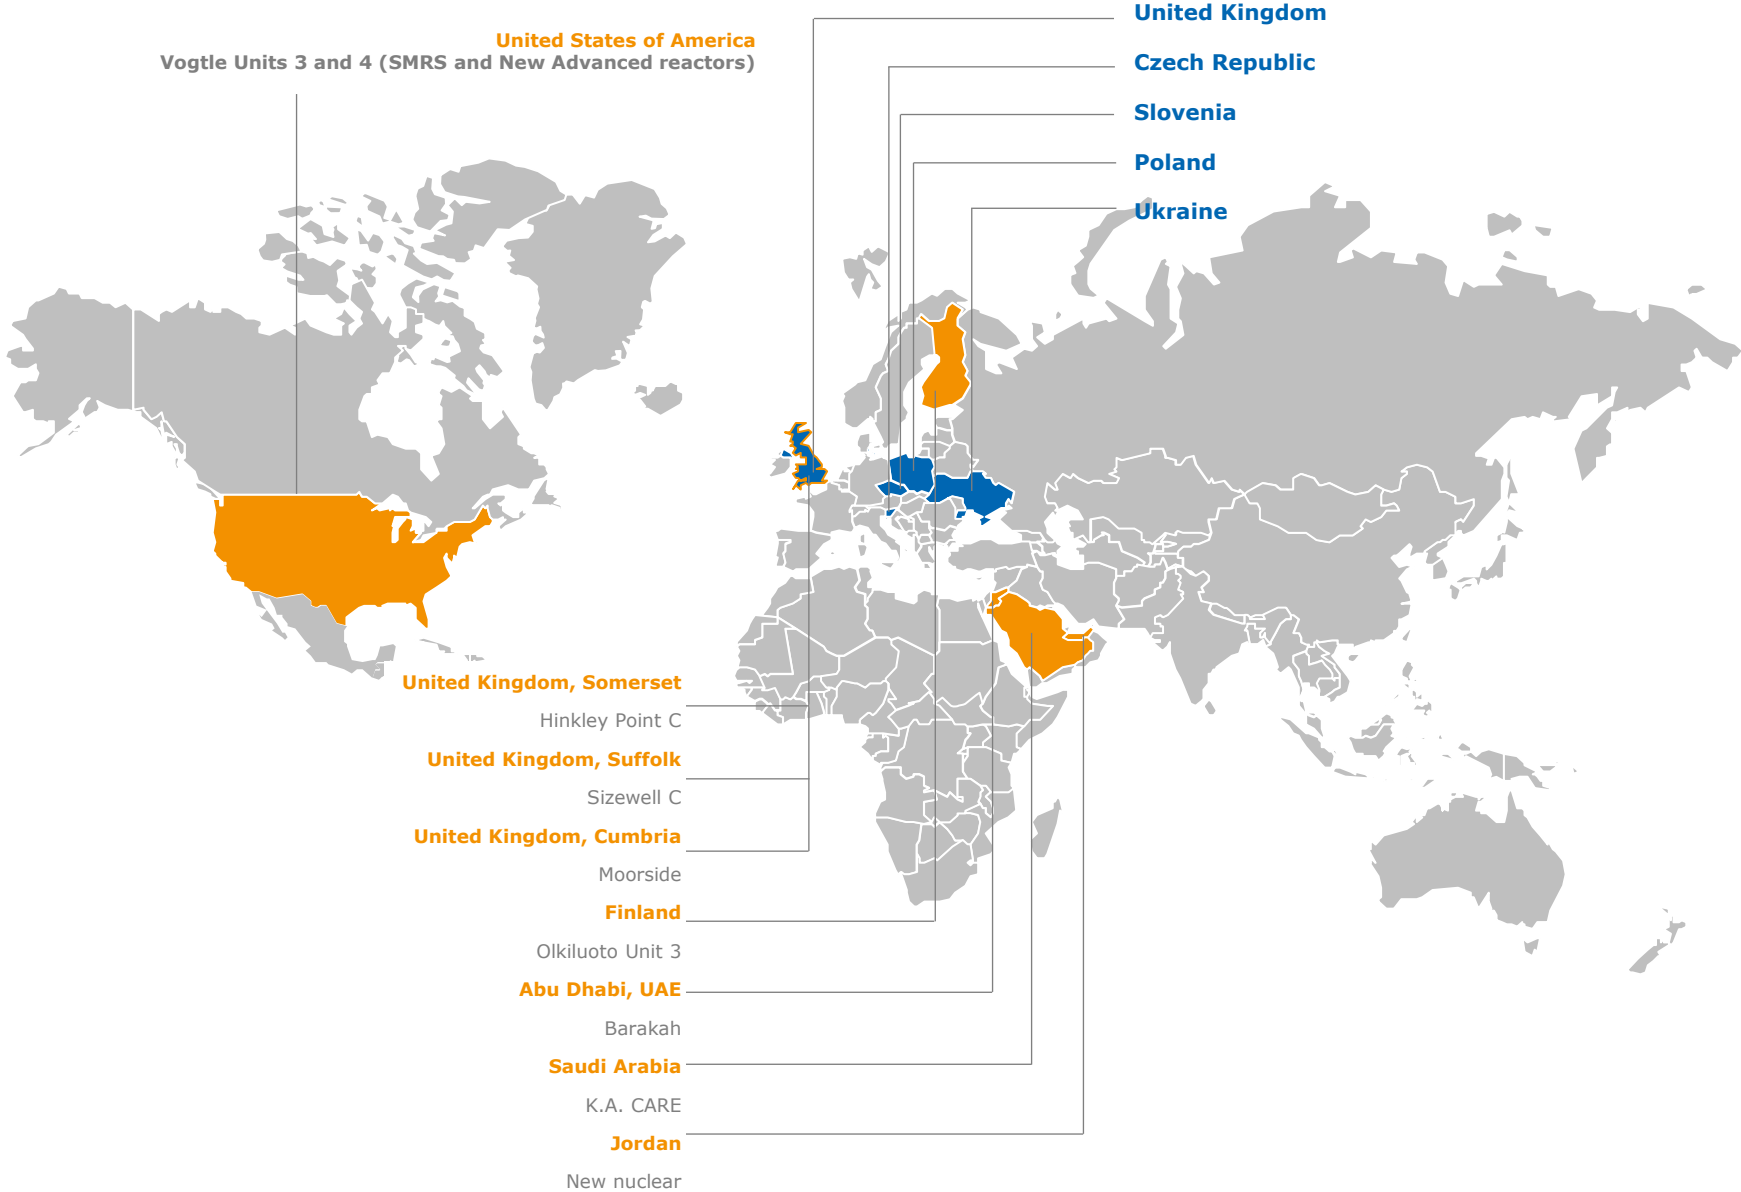 United States of America
Vogtle Units 3 and 4 (SMRS and New Advanced reactors)
United Kingdom
Czech Republic
Slovenia
Poland
Ukraine
United Kingdom, Somerset
Hinkley Point C
United Kingdom, Suffolk
Sizewell C
United Kingdom, Cumbria
Moorside
Finland
Olkiluoto Unit 3
Abu Dhabi, UAE
Barakah
Saudi Arabia
K.A. CARE
Jordan
New nuclear